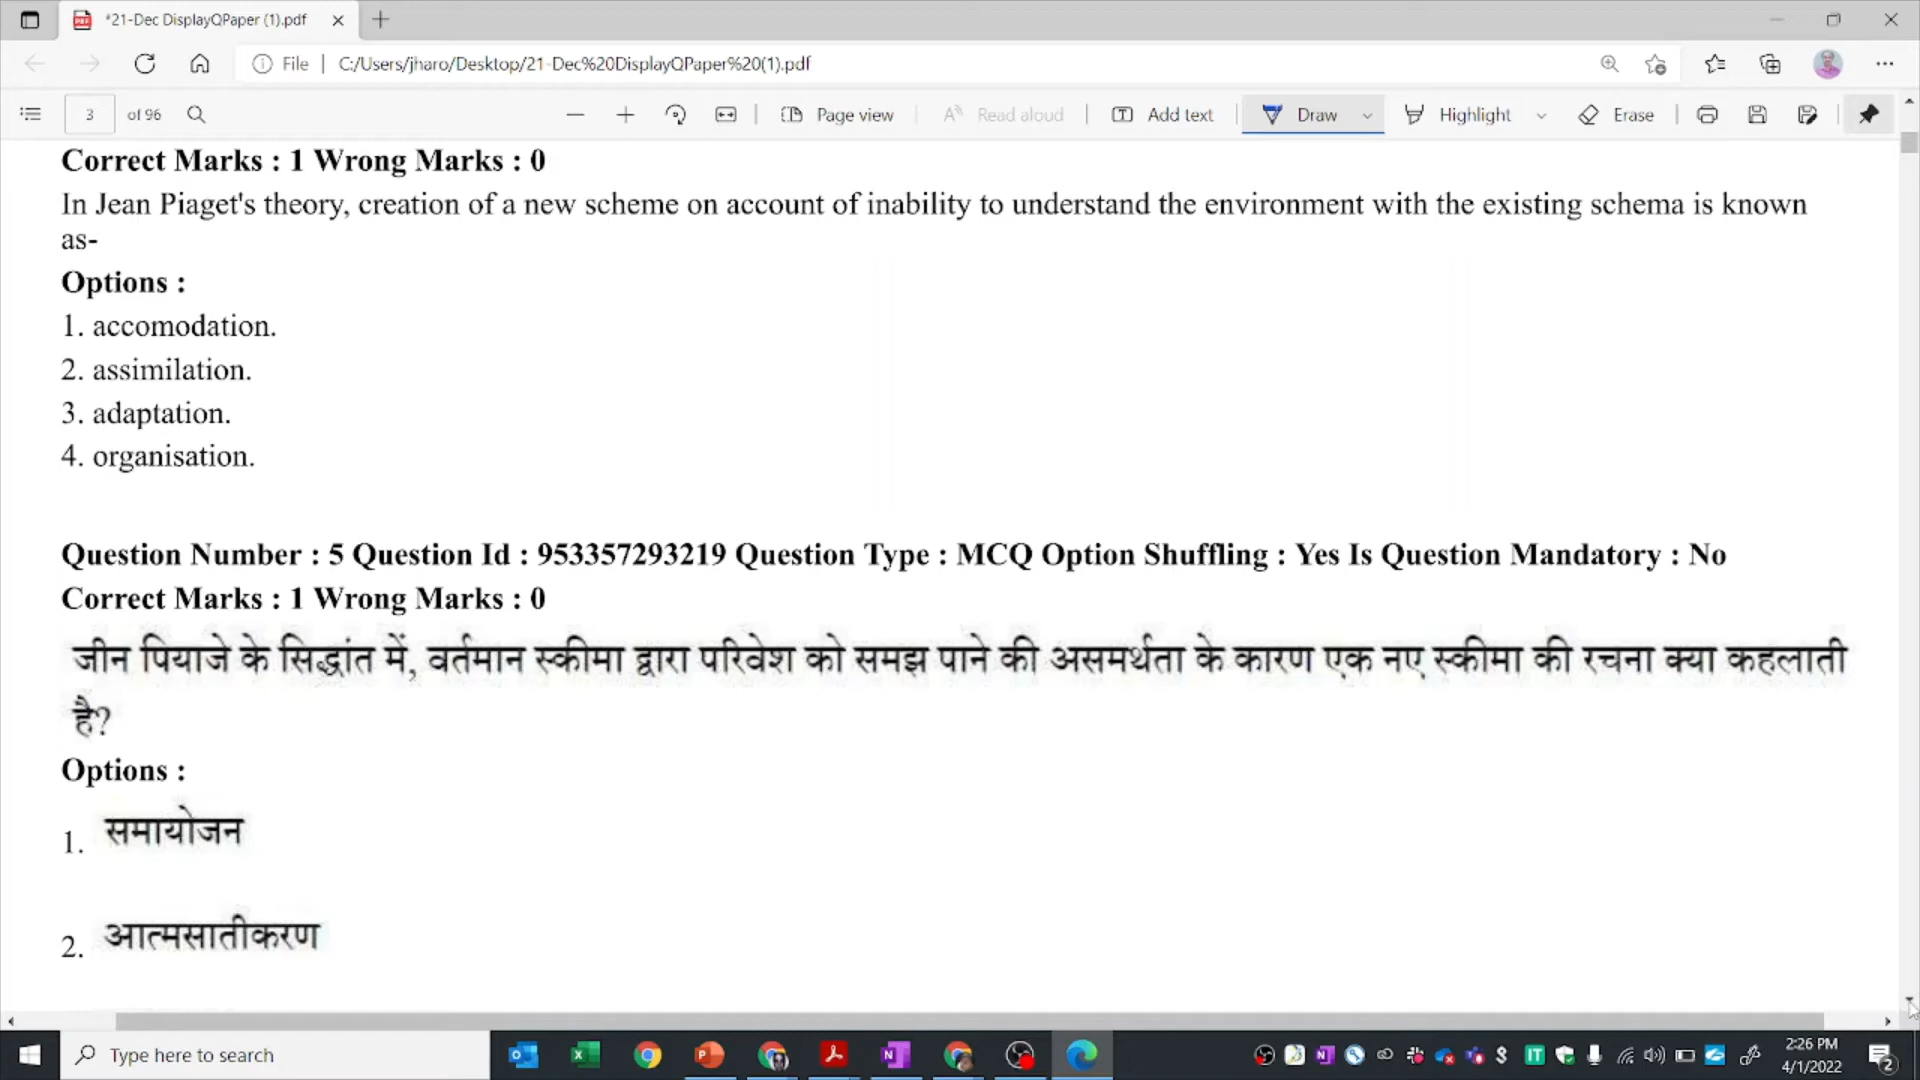 *21-Dec DisplayQPaper (1).pdf
File | C:/Users/jharo/Desktop/21-Dec%20DisplayQPaper%20(1).pdf
3 of 96 Page view Read aloud Add text Draw Highlight Erase
Correct Marks : 1 Wrong Marks : 0
In Jean Piaget's theory, creation of a new scheme on account of inability to understand the environment with the existing schema is known
as-
Options :
1. accomodation.
2. assimilation.
3. adaptation.
4. organisation.
Question Number : 5 Question Id : 953357293219 Question Type : MCQ Option Shuffling : Yes Is Question Mandatory : No
Correct Marks : 1 Wrong Marks : 0
जीन पियाजे के सिद्धांत में, वर्तमान स्कीमा द्वारा परिवेश को समझ पाने की असमर्थता के कारण एक नए स्कीमा की रचना क्या कहलाती
है?
Options :
1. समायोजन
2. आत्मसातीकरण
Type here to search
2:26 PM
4/1/2022